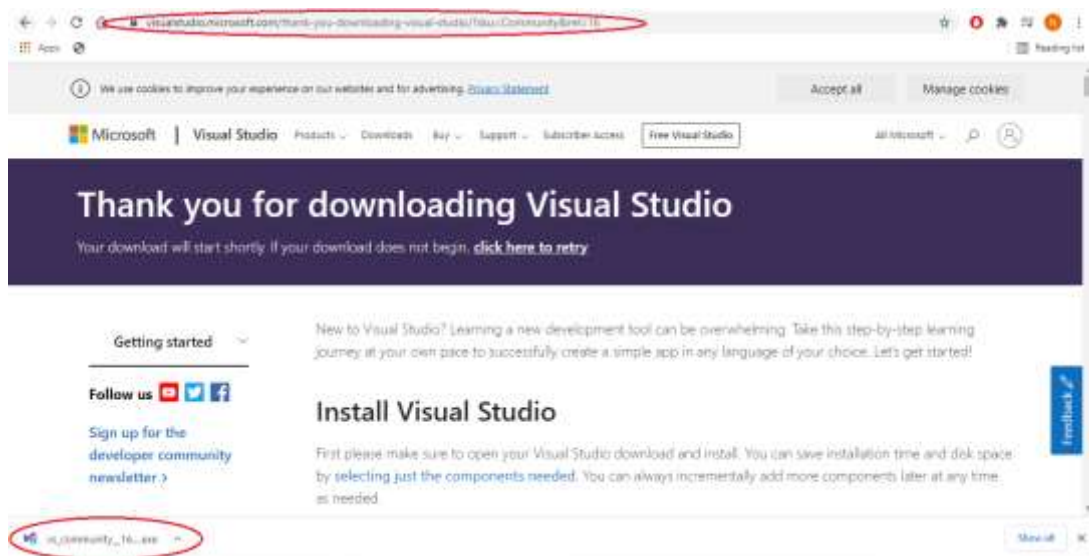 visualstudio.microsoft.com/thank-you-downloading-visual-studio/?sku=Community&rel=16
Apps
Reading list
We use cookies to improve your experience on our websites and for advertising. Privacy Statement
Accept all
Manage cookies
Microsoft | Visual Studio Products Downloads Buy Support Subscriber Access Free Visual Studio All Microsoft
Thank you for downloading Visual Studio
Your download will start shortly. If your download does not begin, click here to retry
Getting started
New to Visual Studio? Learning a new development tool can be overwhelming. Take this step-by-step learning
journey at your own pace to successfully create a simple app in any language of your choice. Let's get started!
Follow us
Install Visual Studio
Sign up for the
developer community
newsletter >
First please make sure to open your Visual Studio download and install. You can save installation time and disk space
by selecting just the components needed. You can always incrementally add more components later at any time
as needed
Feedback
vs_community_16...exe
Show all